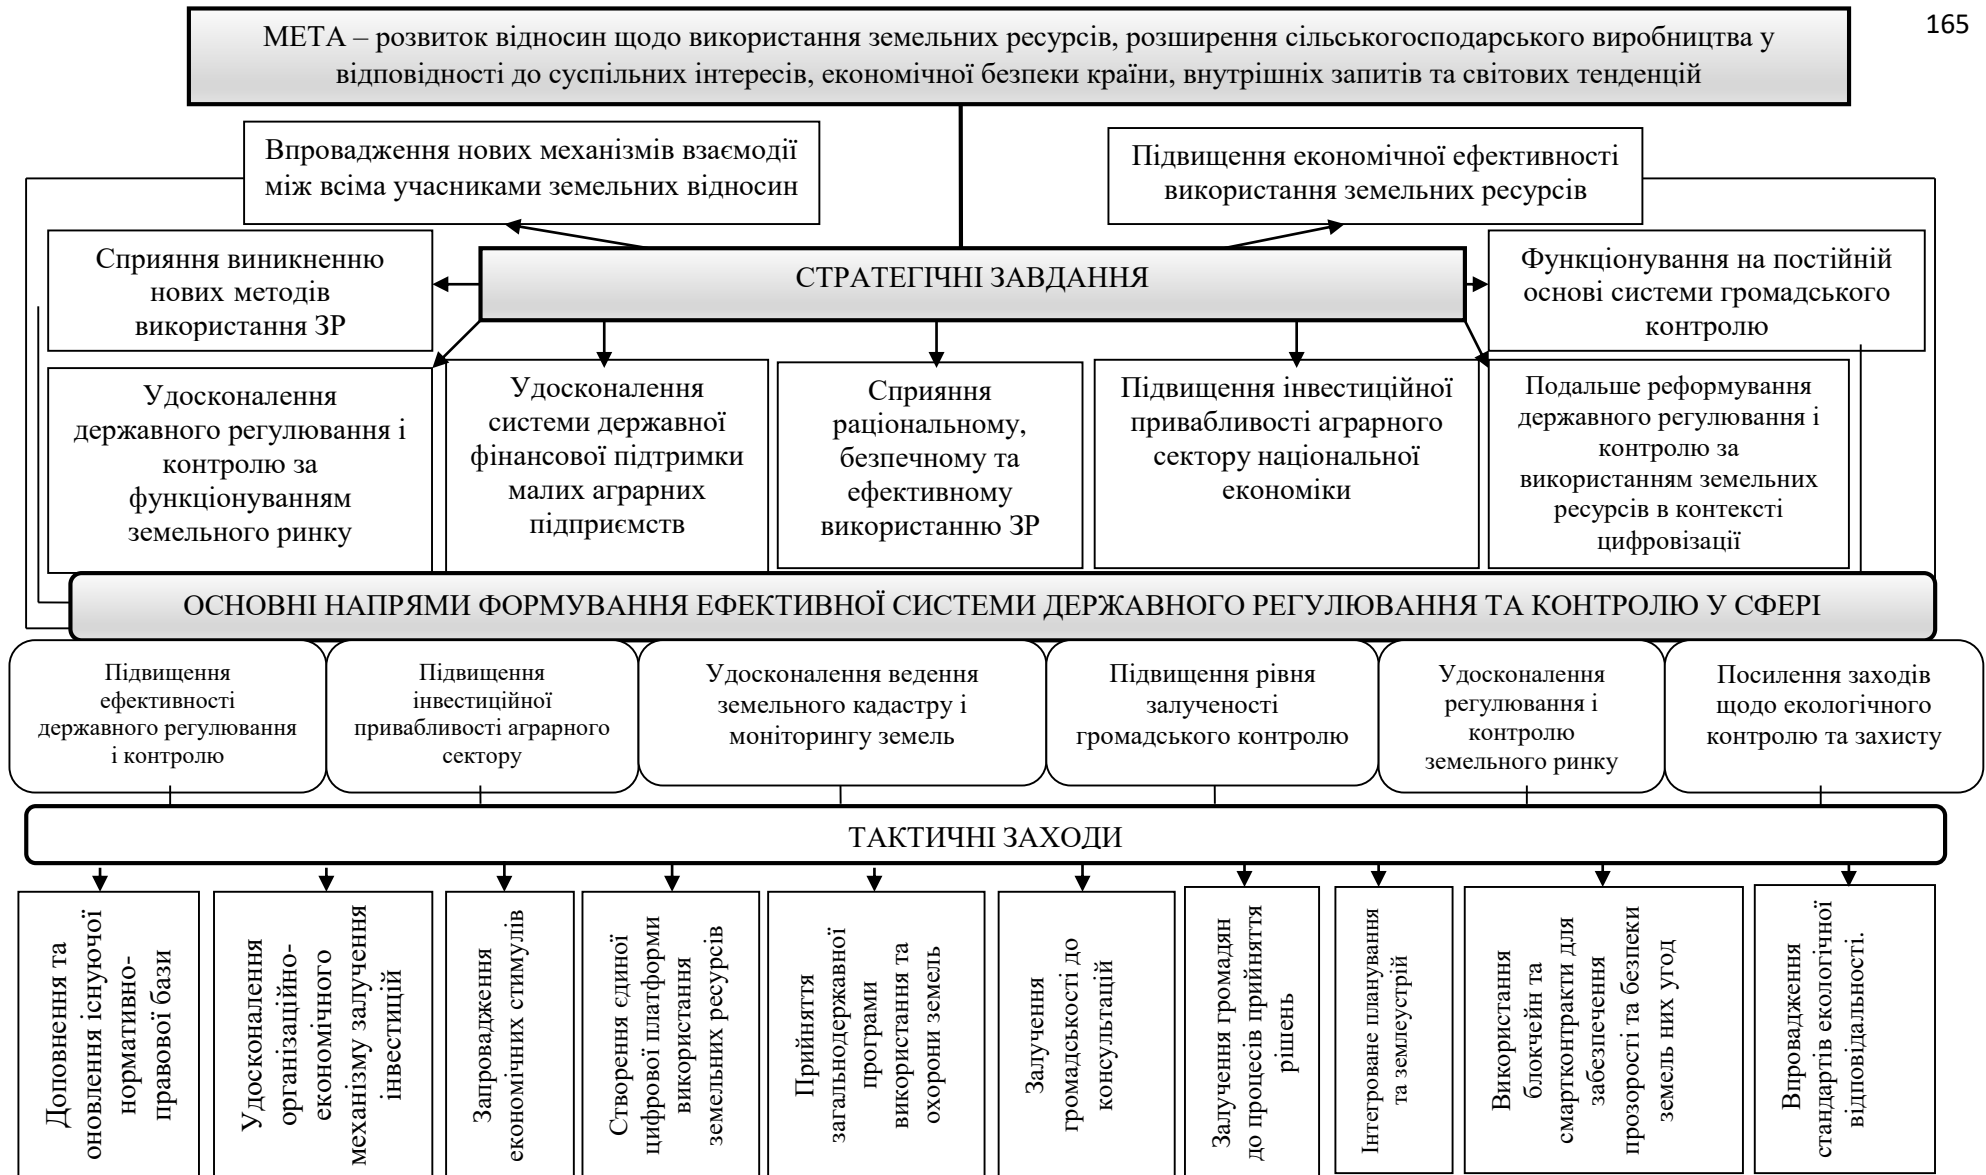 165
МЕТА – розвиток відносин щодо використання земельних ресурсів, розширення сільськогосподарського виробництва у
відповідності до суспільних інтересів, економічної безпеки країни, внутрішніх запитів та світових тенденцій
Впровадження нових механізмів взаємодії
між всіма учасниками земельних відносин
Підвищення економічної ефективності
використання земельних ресурсів
Сприяння виникненню
нових методів
використання ЗР
СТРАТЕГІЧНІ ЗАВДАННЯ
Функціонування на постійній
основі системи громадського
контролю
Удосконалення
державного регулювання і
контролю за
функціонуванням
земельного ринку
Удосконалення
системи державної
фінансової підтримки
малих аграрних
підприємств
Сприяння
раціональному,
безпечному та
ефективному
використанню ЗР
Підвищення інвестиційної
привабливості аграрного
сектору національної
економіки
Подальше реформування
державного регулювання і
контролю за
використанням земельних
ресурсів в контексті
цифровізації
ОСНОВНІ НАПРЯМИ ФОРМУВАННЯ ЕФЕКТИВНОЇ СИСТЕМИ ДЕРЖАВНОГО РЕГУЛЮВАННЯ ТА КОНТРОЛЮ У СФЕРІ
Підвищення
ефективності
державного регулювання
і контролю
Підвищення
інвестиційної
привабливості аграрного
сектору
Удосконалення ведення
земельного кадастру і
моніторингу земель
Підвищення рівня
залученості
громадського контролю
Удосконалення
регулювання і
контролю
земельного ринку
Посилення заходів
щодо екологічного
контролю та захисту
ТАКТИЧНІ ЗАХОДИ
Доповнення та
оновлення існуючої
нормативно-
правової бази
Удосконалення
організаційно-
економічного
механізму залучення
інвестицій
Запровадження
економічних стимулів
Створення єдиної
цифрової платформи
використання
земельних ресурсів
Прийняття
загальнодержавної
програми
використання та
охорони земель
Залучення
громадськості до
консультацій
Залучення громадян
до процесів прийняття
рішень
Інтегроване планування
та землеустрій
Використання
блокчейн та
смартконтракти для
забезпечення
прозорості та безпеки
земель них угод
Впровадження
стандартів екологічної
відповідальності.